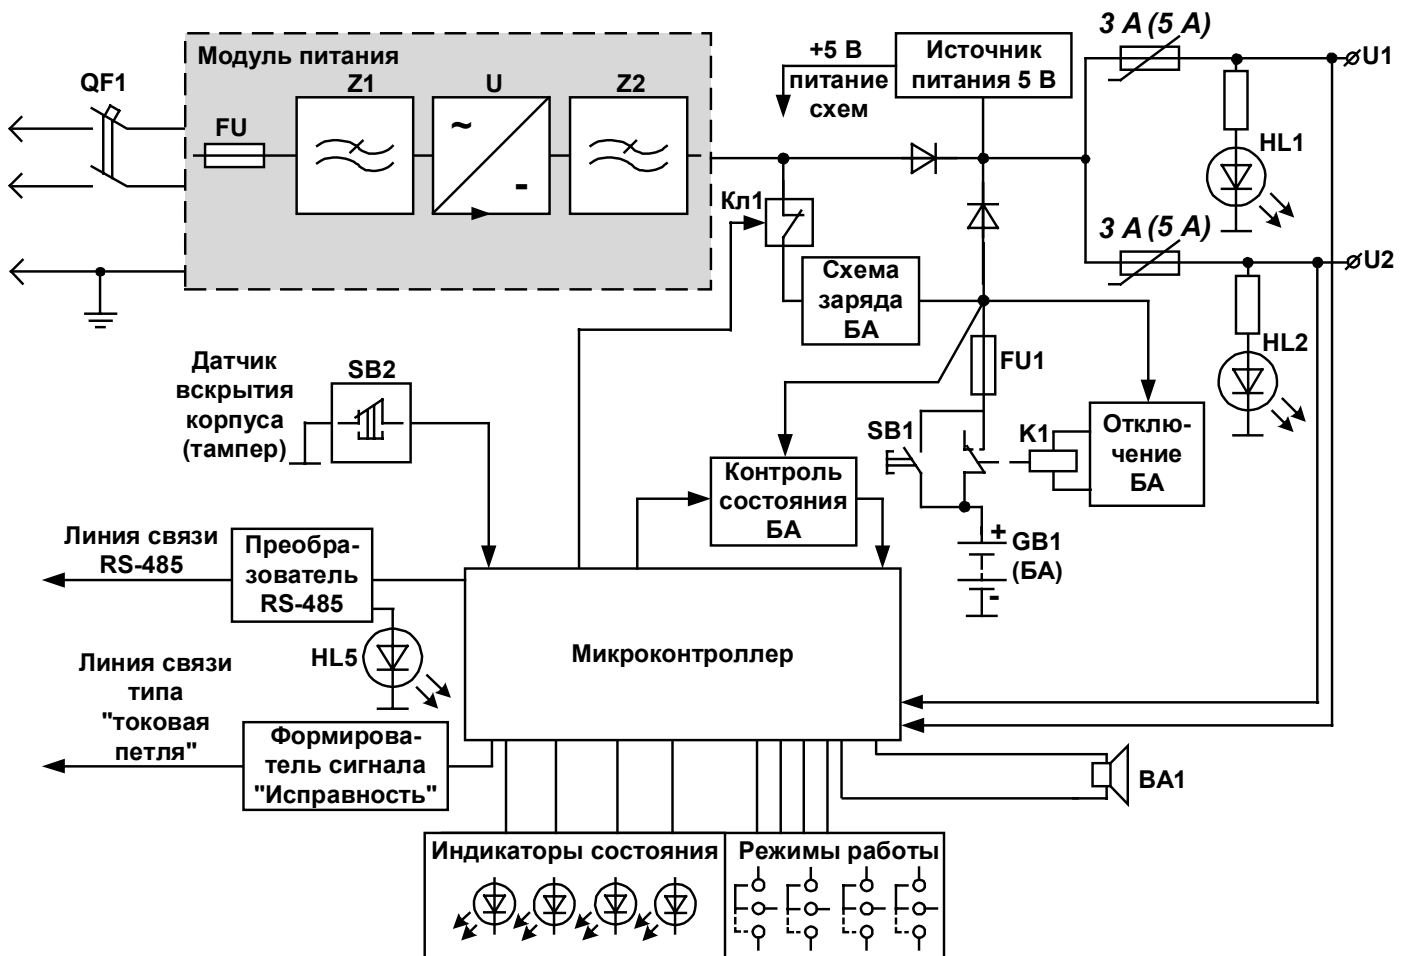 3 А (5 А)
+5 В
питание
схем
Источник
питания 5 В
U1
Модуль питания
QF1
FU
Z1
U
Z2
~
-
HL1
Кл1
3 А (5 А)
U2
Схема
заряда
БА
FU1
HL2
Датчик
вскрытия
корпуса
(тампер)
SB2
SB1
K1
Отклю-
чение
БА
Контроль
состояния
БА
+
GB1
(БА)
-
Линия связи
RS-485
Преобра-
зователь
RS-485
HL5
Микроконтроллер
Линия связи
типа
"токовая
петля"
Формирова-
тель сигнала
"Исправность"
BA1
Индикаторы состояния
Режимы работы